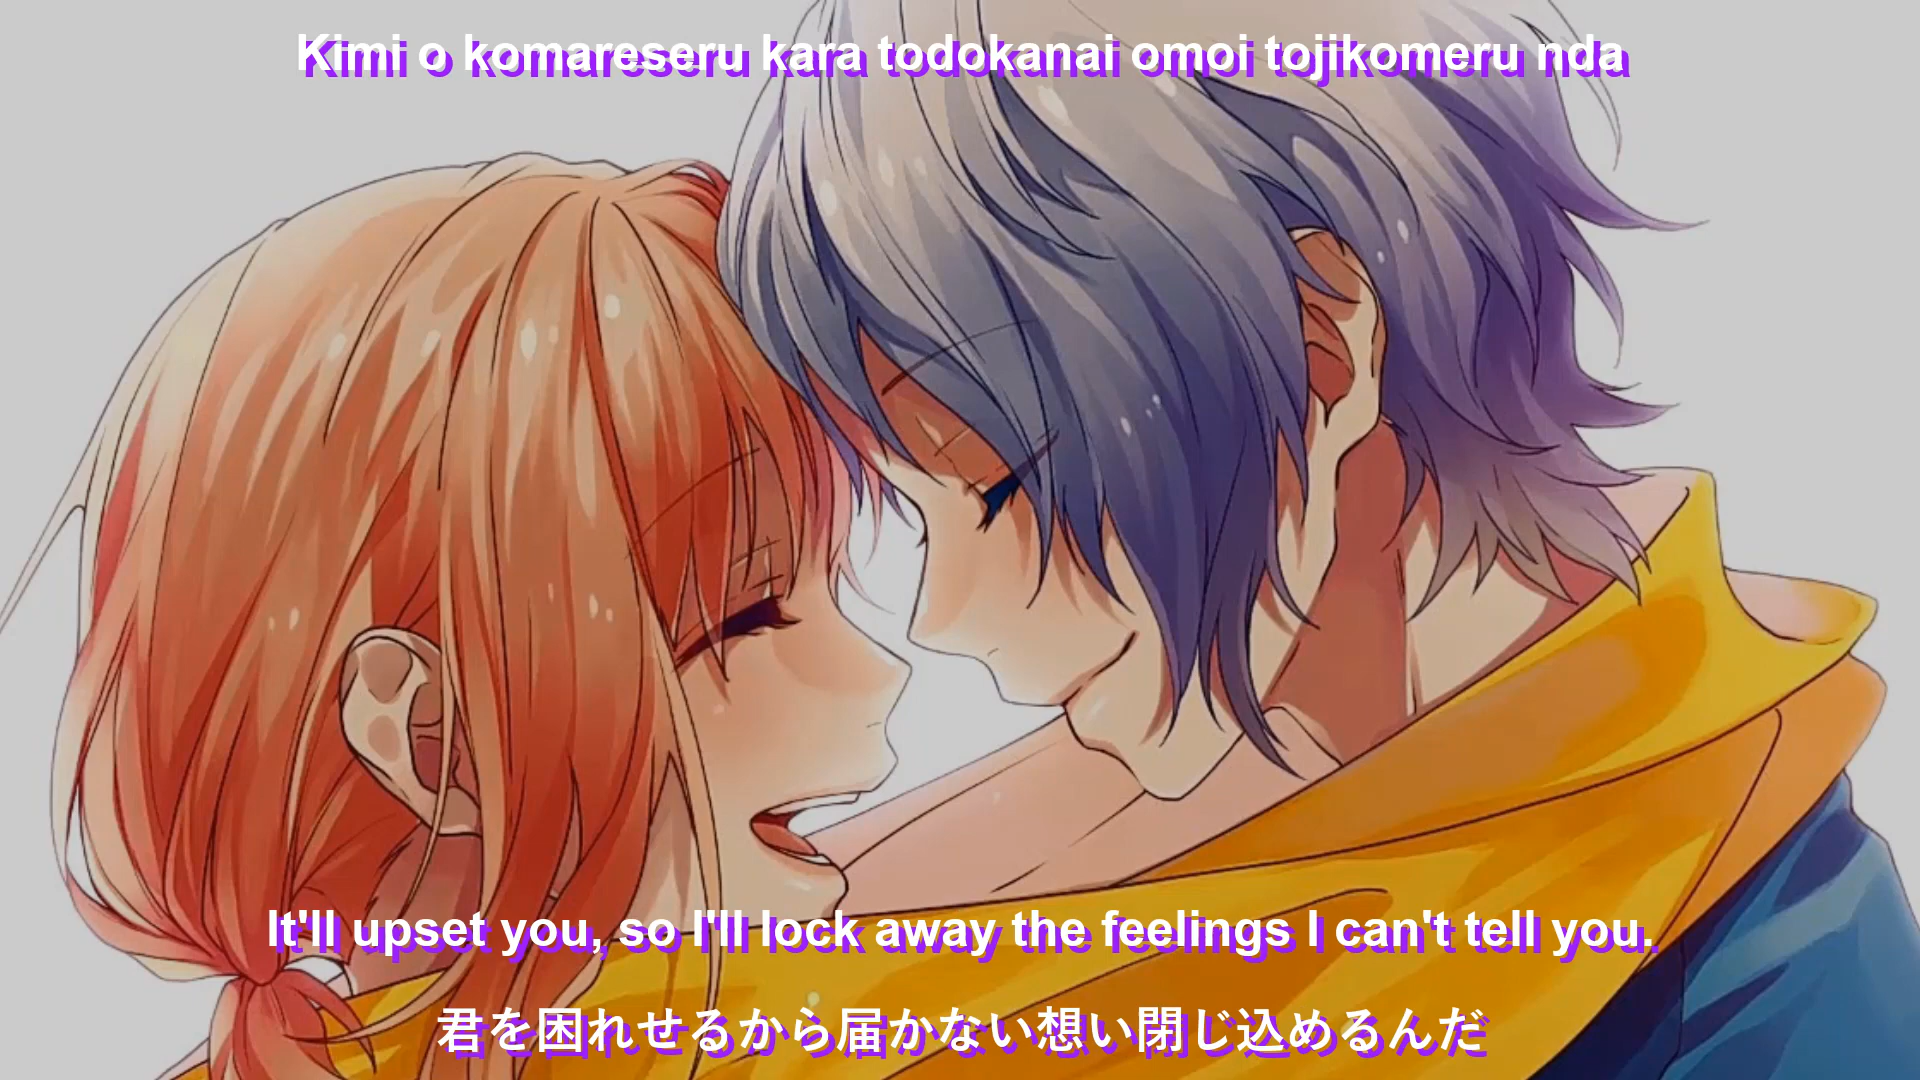 Kimi o komareseru kara todokanai omoi tojikomeru nda
It'll upset you, so I'll lock away the feelings I can't tell you.
君を困れせるから届かない想い閉じ込めるんだ